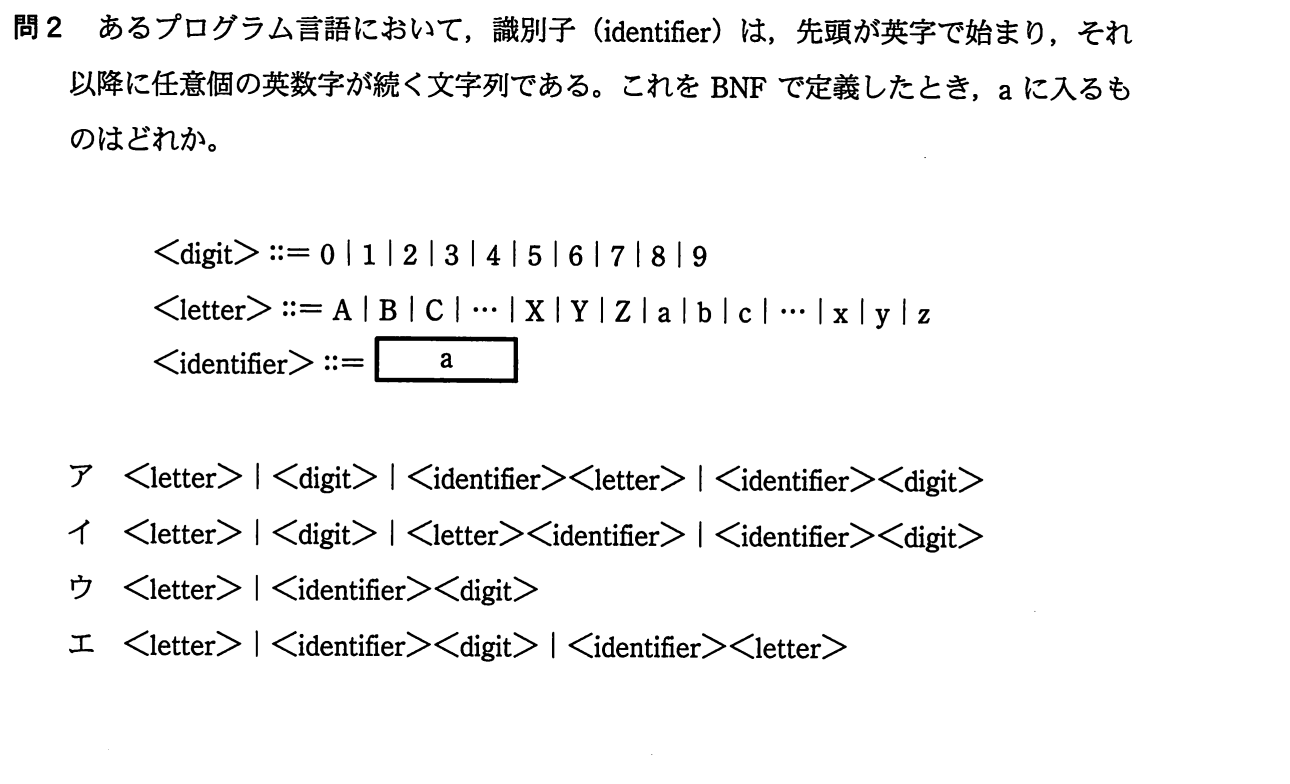 問2 あるプログラム言語において，識別子（identifier）は，先頭が英字で始まり，それ
以降に任意個の英数字が続く文字列である。これを BNF で定義したとき，a に入るも
のはどれか。
<digit> ::= 0 | 1 | 2 | 3 | 4 | 5 | 6 | 7 | 8 | 9
<letter> ::= A | B | C | … | X | Y | Z | a | b | c | … | x | y | z
<identifier> ::= a
ア <letter> | <digit> | <identifier><letter> | <identifier><digit>
イ <letter> | <digit> | <letter><identifier> | <identifier><digit>
ウ <letter> | <identifier><digit>
エ <letter> | <identifier><digit> | <identifier><letter>